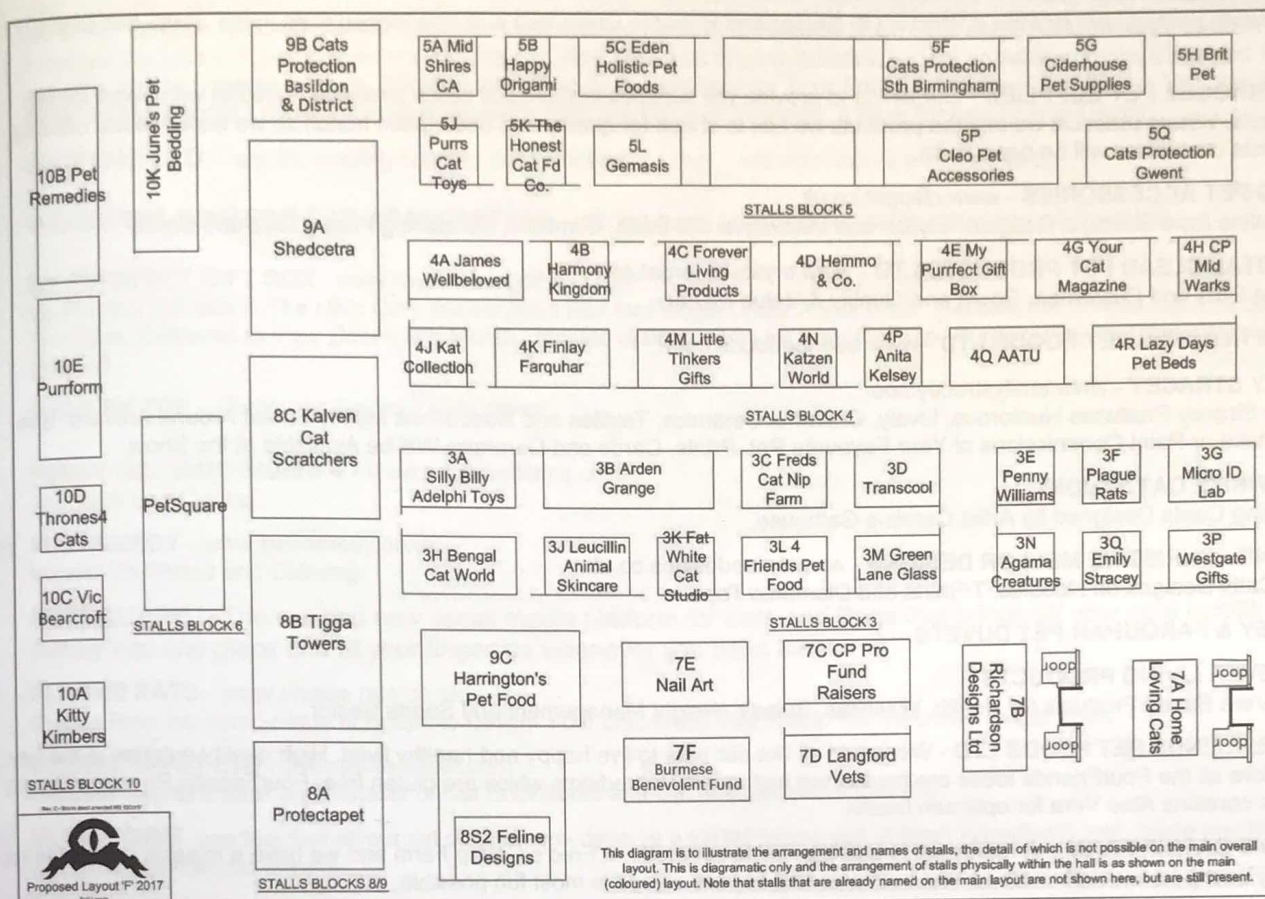 9B Cats
Protection
Basildon
& District
5A Mid
Shires
CA
5B
Happy
Origami
5C Eden
Holistic Pet
Foods
5F
Cats Protection
Sth Birmingham
5G
Ciderhouse
Pet Supplies
5H Brit
Pet
10K June's Pet
Bedding
10B Pet
Remedies
5J
Purrs
Cat
Toys
5K The
Honest
Cat Fd
Co.
5L
Gemasis
5P
Cleo Pet
Accessories
5Q
Cats Protection
Gwent
STALLS BLOCK 5
9A
Shedcetra
4A James
Wellbeloved
4B
Harmony
Kingdom
4C Forever
Living
Products
4D Hemmo
& Co.
4E My
Purrfect Gift
Box
4G Your
Cat
Magazine
4H CP
Mid
Warks
10E
Purrform
4J Kat
Collection
4K Finlay
Farquhar
4M Little
Tinkers
Gifts
4N
Katzen
World
4P
Anita
Kelsey
4Q AATU
4R Lazy Days
Pet Beds
STALLS BLOCK 4
8C Kalven
Cat
Scratchers
3A
Silly Billy
Adelphi Toys
3B Arden
Grange
3C Freds
Cat Nip
Farm
3D
Transcool
3E
Penny
Williams
3F
Plague
Rats
3G
Micro ID
Lab
10D
Thrones4
Cats
PetSquare
3H Bengal
Cat World
3J Leucillin
Animal
Skincare
3K Fat
White
Cat
Studio
3L 4
Friends Pet
Food
3M Green
Lane Glass
3N
Agama
Creatures
3Q
Emily
Stracey
3P
Westgate
Gifts
10C Vic
Bearcroft
STALLS BLOCK 6
8B Tigga
Towers
STALLS BLOCK 3
9C
Harrington's
Pet Food
7E
Nail Art
7C CP Pro
Fund
Raisers
7B
Richardson
Designs Ltd
door
door
7A Home
Loving Cats
door
door
10A
Kitty
Kimbers
7F
Burmese
Benevolent Fund
7D Langford
Vets
STALLS BLOCK 10
8A
Protectapet
8S2 Feline
Designs
STALLS BLOCKS 8/9
Proposed Layout 'F' 2017
This diagram is to illustrate the arrangement and names of stalls, the detail of which is not possible on the main overall
layout. This is diagramatic only and the arrangement of stalls physically within the hall is as shown on the main
(coloured) layout. Note that stalls that are already named on the main layout are not shown here, but are still present.